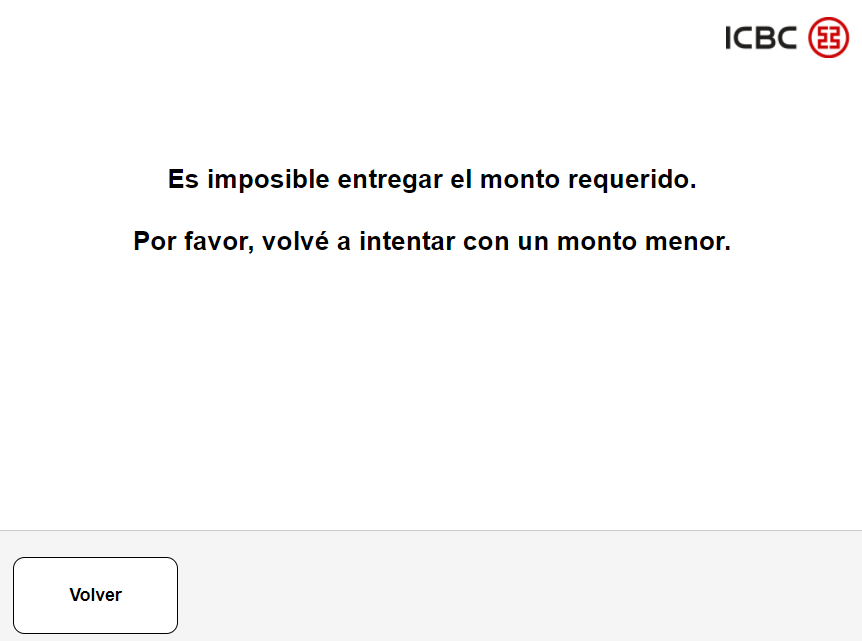 ICBC
Es imposible entregar el monto requerido.
Por favor, volvé a intentar con un monto menor.
Volver